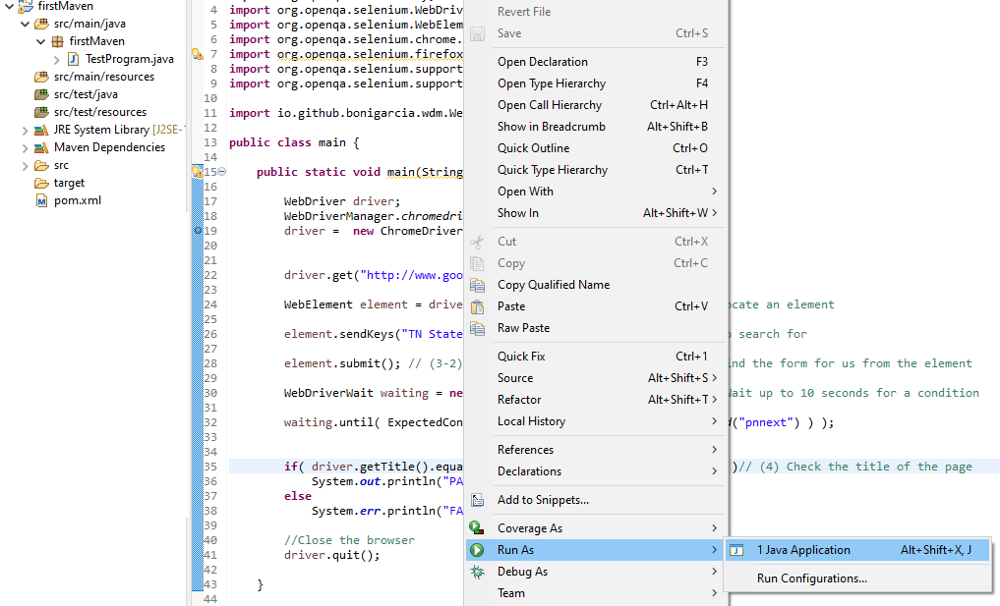 firstMaven
src/main/java
firstMaven
TestProgram.java
src/main/resources
src/test/java
src/test/resources
JRE System Library [J2SE-1
Maven Dependencies
src
target
pom.xml
4 import org.openqa.selenium.WebDriv
5 import org.openqa.selenium.WebElem
6 import org.openqa.selenium.chrome.
7 import org.openqa.selenium.firefox
8 import org.openqa.selenium.support
9 import org.openqa.selenium.support
10
11 import io.github.bonigarcia.wdm.We
12
13 public class main {
14
15 public static void main(String
16
17 WebDriver driver;
18 WebDriverManager.chromedri
19 driver = new ChromeDriver
20
21
22 driver.get("http://www.goo
23
24 WebElement element = drive ocate an element
25
26 element.sendKeys("TN State o search for
27
28 element.submit(); // (3-2) ind the form for us from the element
29
30 WebDriverWait waiting = ne Wait up to 10 seconds for a condition
31
32 waiting.until( ExpectedCon d("pnnext") ) );
33
34
35 if( driver.getTitle().equa )// (4) Check the title of the page
36 System.out.println("PA
37 else
38 System.err.println("FA
39
40 //Close the browser
41 driver.quit();
42
43 }
44
Revert File
Save Ctrl+S
Open Declaration F3
Open Type Hierarchy F4
Open Call Hierarchy Ctrl+Alt+H
Show in Breadcrumb Alt+Shift+B
Quick Outline Ctrl+O
Quick Type Hierarchy Ctrl+T
Open With
Show In Alt+Shift+W
Cut Ctrl+X
Copy Ctrl+C
Copy Qualified Name
Paste Ctrl+V
Raw Paste
Quick Fix Ctrl+1
Source Alt+Shift+S
Refactor Alt+Shift+T
Local History
References
Declarations
Add to Snippets...
Coverage As
Run As
Debug As
Team
1 Java Application Alt+Shift+X, J
Run Configurations...